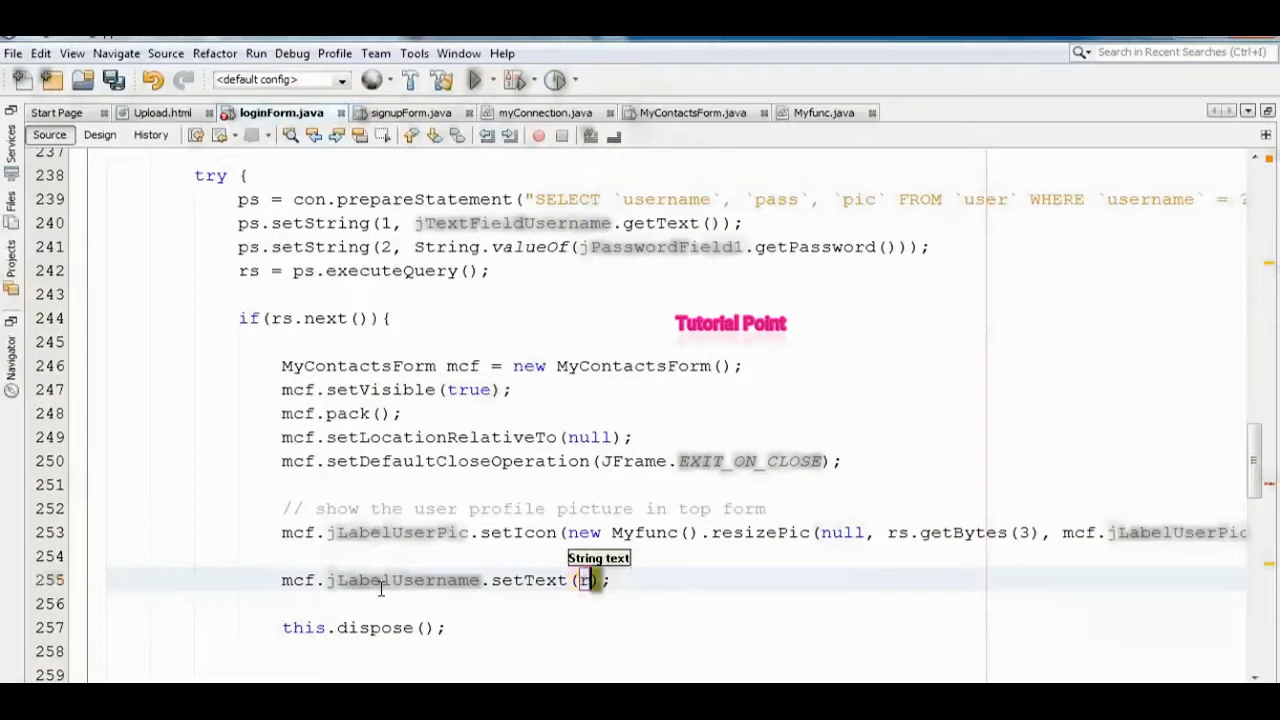 File Edit View Navigate Source Refactor Run Debug Profile Team Tools Window Help
Search in Recent Searches (Ctrl+I)
<default config>
Start Page Upload.html loginForm.java signupForm.java myConnection.java MyContactsForm.java Myfunc.java
Source Design History
Services
Files
Projects
Navigator
237
238 try {
239 ps = con.prepareStatement("SELECT `username`, `pass`, `pic` FROM `user` WHERE `username` = ?
240 ps.setString(1, jTextFieldUsername.getText());
241 ps.setString(2, String.valueOf(jPasswordField1.getPassword()));
242 rs = ps.executeQuery();
243
244 if(rs.next()){
Tutorial Point
245
246 MyContactsForm mcf = new MyContactsForm();
247 mcf.setVisible(true);
248 mcf.pack();
249 mcf.setLocationRelativeTo(null);
250 mcf.setDefaultCloseOperation(JFrame.EXIT_ON_CLOSE);
251
252 // show the user profile picture in top form
253 mcf.jLabelUserPic.setIcon(new Myfunc().resizePic(null, rs.getBytes(3), mcf.jLabelUserPic
254
String text
255 mcf.jLabelUsername.setText(r);
256
257 this.dispose();
258
259